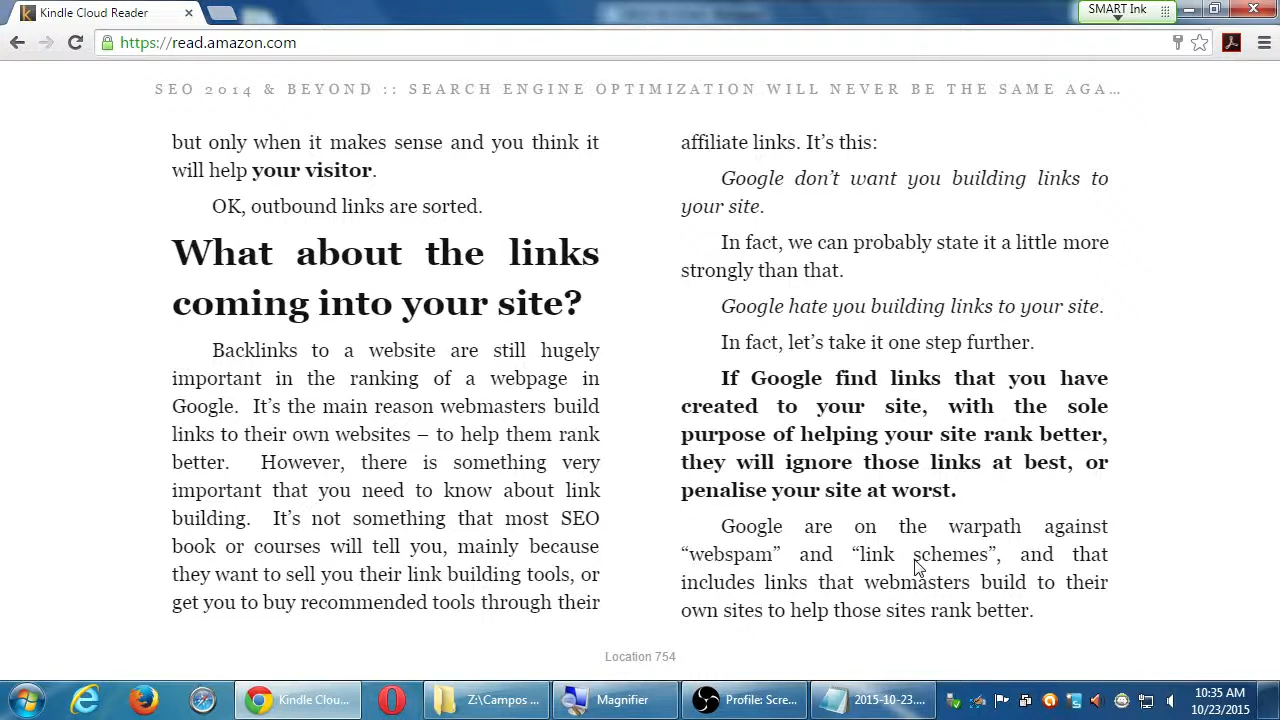 Kindle Cloud Reader
SMART Ink
https://read.amazon.com
SEO 2014 & BEYOND :: SEARCH ENGINE OPTIMIZATION WILL NEVER BE THE SAME AGA...
but only when it makes sense and you think it
will help your visitor.
OK, outbound links are sorted.
What about the links
coming into your site?
Backlinks to a website are still hugely
important in the ranking of a webpage in
Google. It's the main reason webmasters build
links to their own websites – to help them rank
better. However, there is something very
important that you need to know about link
building. It's not something that most SEO
book or courses will tell you, mainly because
they want to sell you their link building tools, or
get you to buy recommended tools through their
affiliate links. It's this:
Google don't want you building links to
your site.
In fact, we can probably state it a little more
strongly than that.
Google hate you building links to your site.
In fact, let's take it one step further.
If Google find links that you have
created to your site, with the sole
purpose of helping your site rank better,
they will ignore those links at best, or
penalise your site at worst.
Google are on the warpath against
“webspam” and “link schemes”, and that
includes links that webmasters build to their
own sites to help those sites rank better.
Location 754
Kindle Clou...
Z:\Campos ...
Magnifier
Profile: Scre...
2015-10-23....
10:35 AM
10/23/2015